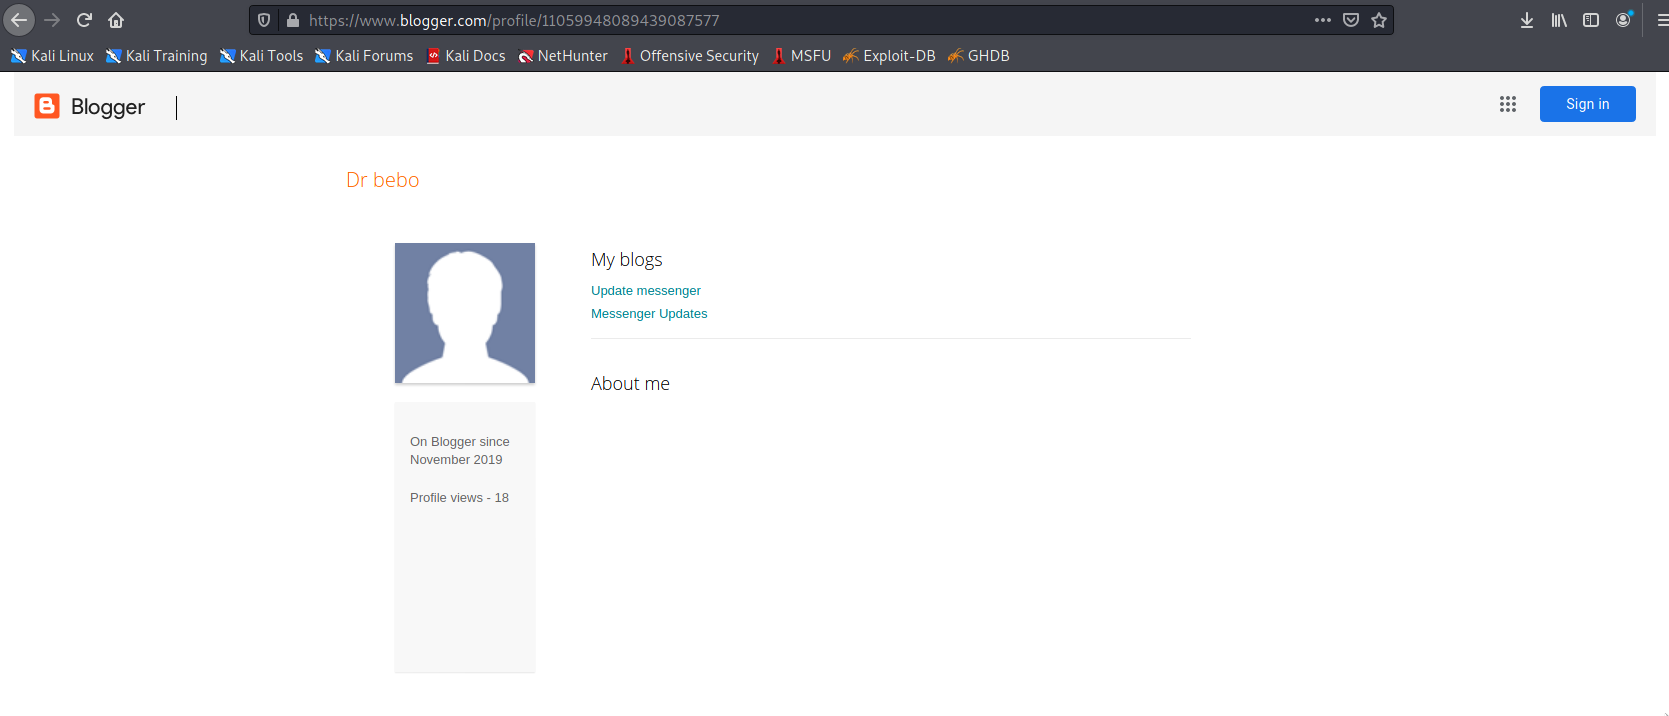 https://www.blogger.com/profile/11059948089439087577
Kali Linux Kali Training Kali Tools Kali Forums Kali Docs NetHunter Offensive Security MSFU Exploit-DB GHDB
Blogger
Sign in
Dr bebo
My blogs
Update messenger
Messenger Updates
About me
On Blogger since
November 2019
Profile views - 18